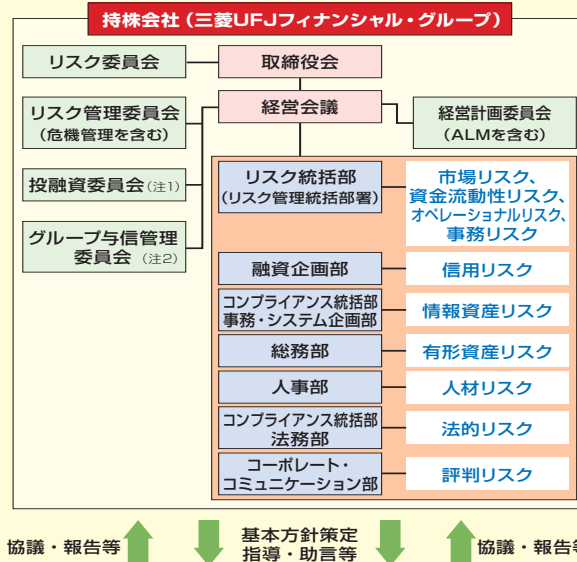 持株会社（三菱UFJフィナンシャル・グループ）
リスク委員会
取締役会
リスク管理委員会
（危機管理を含む）
経営会議
経営計画委員会
（ALMを含む）
投融資委員会（注1）
グループ与信管理
委員会（注2）
リスク統括部
（リスク管理統括部署）
市場リスク、
資金流動性リスク、
オペレーショナルリスク、
事務リスク
融資企画部
信用リスク
コンプライアンス統括部
事務・システム企画部
情報資産リスク
総務部
有形資産リスク
人事部
人材リスク
コンプライアンス統括部
法務部
法的リスク
コーポレート・
コミュニケーション部
評判リスク
協議・報告等
基本方針策定
指導・助言等
協議・報告等